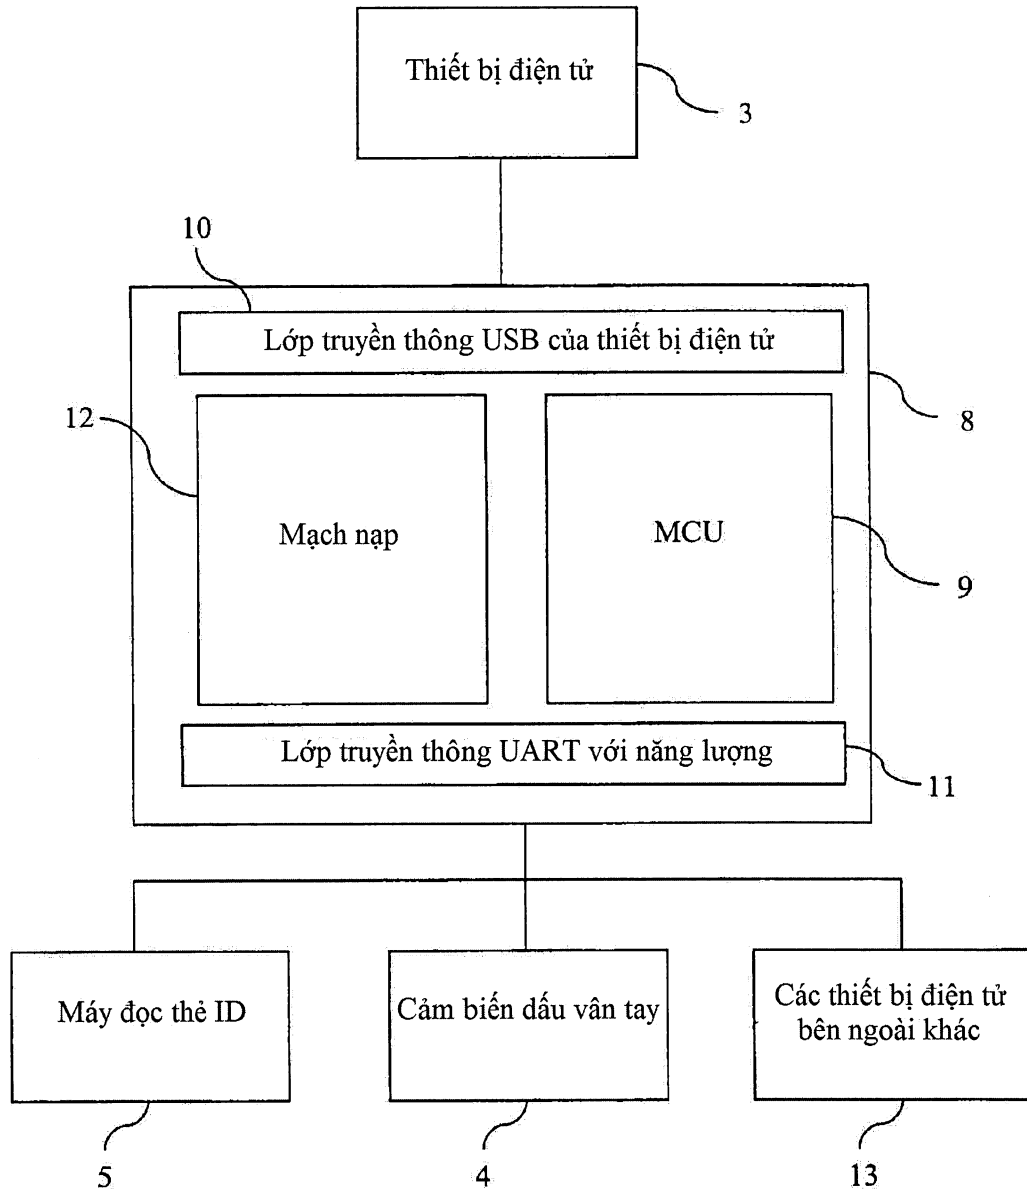 Thiết bị điện tử
3
10
Lớp truyền thông USB của thiết bị điện tử
12
8
Mạch nạp
MCU
9
Lớp truyền thông UART với năng lượng
11
Máy đọc thẻ ID
Cảm biến dấu vân tay
Các thiết bị điện tử
bên ngoài khác
5
4
13